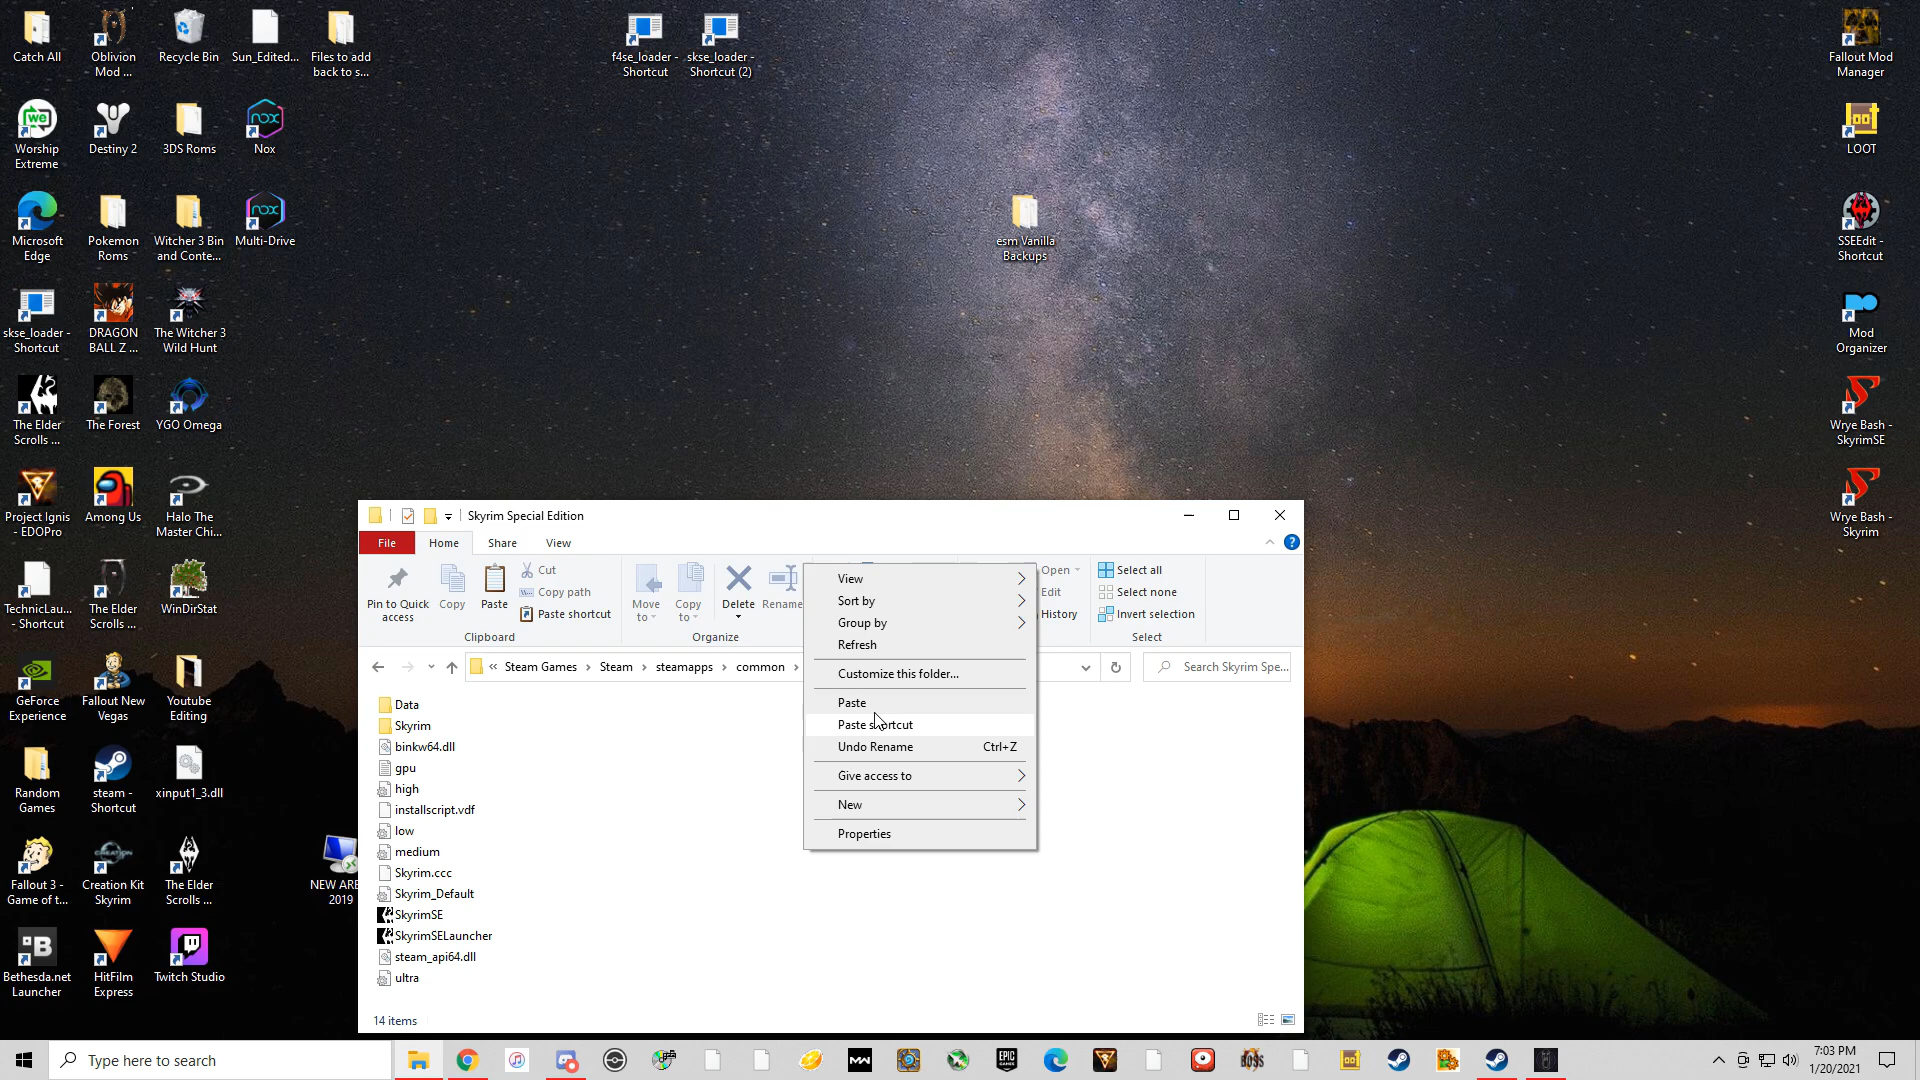 Catch All
Oblivion
Mod ...
Recycle Bin
Sun_Edited...
Files to add
back to s...
f4se_loader -
Shortcut
skse_loader -
Shortcut (2)
Fallout Mod
Manager
Worship
Extreme
Destiny 2
3DS Roms
nox
Nox
LOOT
Microsoft
Edge
Pokemon
Roms
Witcher 3 Bin
and Conte...
nox
Multi-Drive
esm Vanilla
Backups
SSEEdit -
Shortcut
skse_loader -
Shortcut
DRAGON
BALL Z ...
The Witcher 3
Wild Hunt
Mod
Organizer
The Elder
Scrolls ...
The Forest
YGO Omega
Wrye Bash -
SkyrimSE
Project Ignis
- EDOPro
Among Us
Halo The
Master Chi...
Wrye Bash -
Skyrim
TechnicLau...
- Shortcut
The Elder
Scrolls ...
WinDirStat
GeForce
Experience
Fallout New
Vegas
Youtube
Editing
Random
Games
steam -
Shortcut
xinput1_3.dll
Fallout 3 -
Game of t...
Creation Kit
Skyrim
The Elder
Scrolls ...
NEW ARE
2019
Bethesda.net
Launcher
HitFilm
Express
Twitch Studio
Skyrim Special Edition
File
Home
Share
View
Pin to Quick
access
Copy
Paste
Cut
Copy path
Paste shortcut
Clipboard
Move
to
Copy
to
Delete
Rename
Organize
Open
Edit
History
Select all
Select none
Invert selection
Select
« Steam Games > Steam > steamapps > common >
Search Skyrim Spe...
Data
Skyrim
binkw64.dll
gpu
high
installscript.vdf
low
medium
Skyrim.ccc
Skyrim_Default
SkyrimSE
SkyrimSELauncher
steam_api64.dll
ultra
14 items
View
Sort by
Group by
Refresh
Customize this folder...
Paste
Paste shortcut
Undo Rename Ctrl+Z
Give access to
New
Properties
Type here to search
7:03 PM
1/20/2021